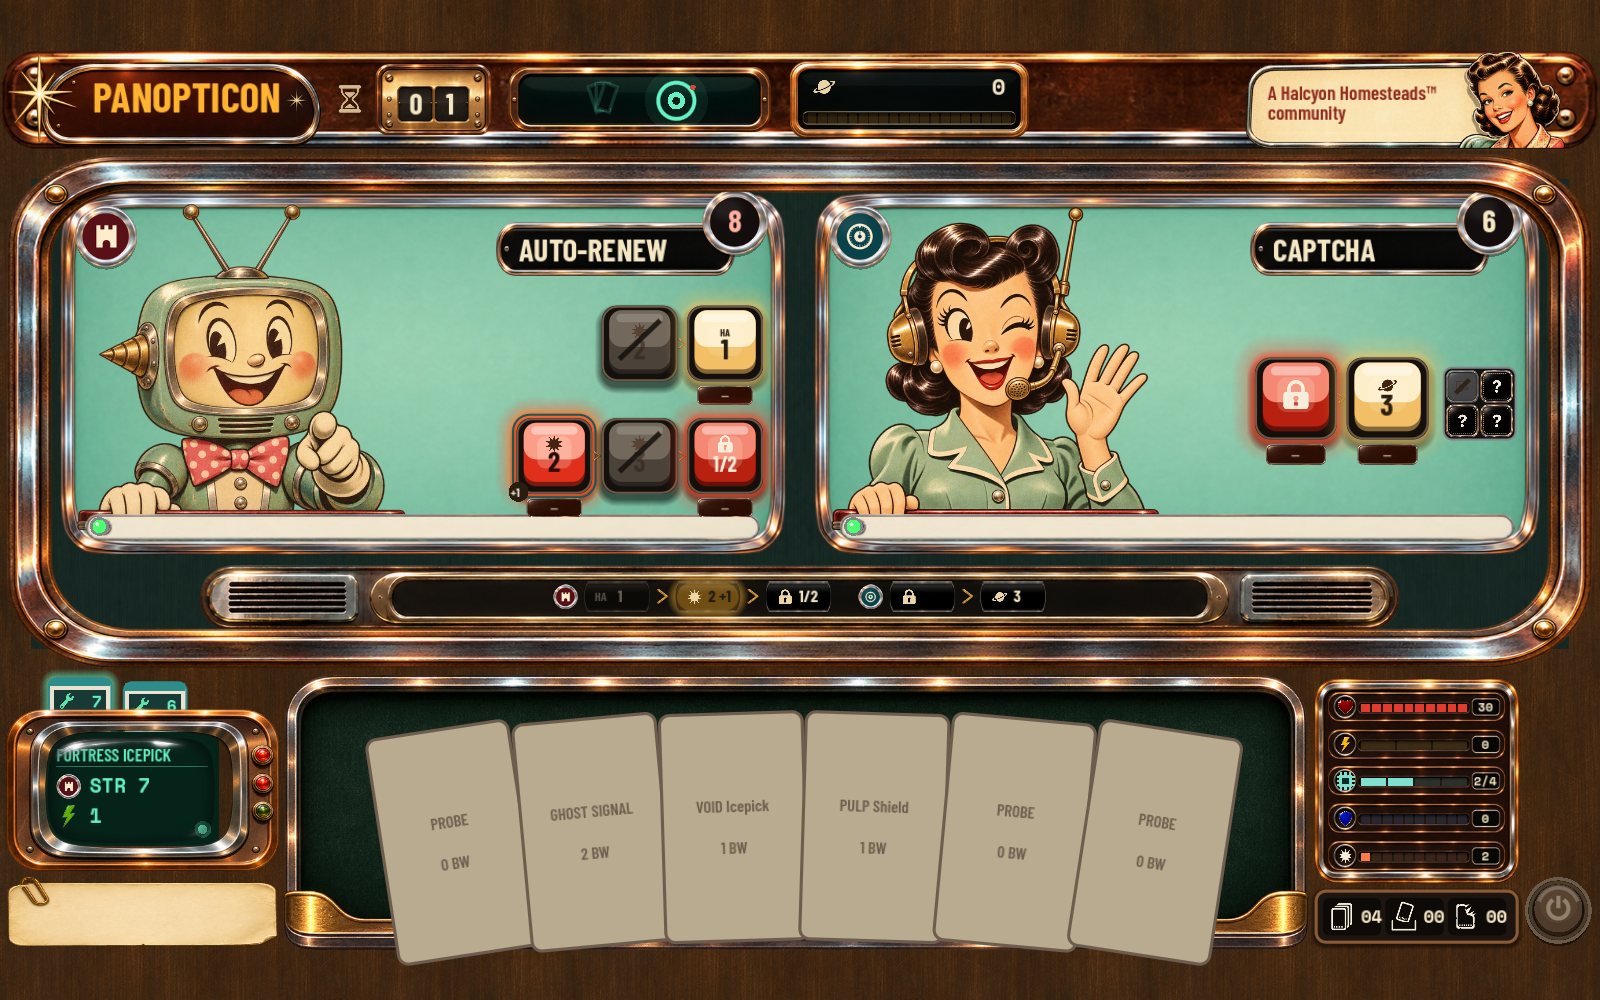 PANOPTICON
0 1
0
A Halcyon Homesteads™
community
8
AUTO-RENEW
2
HA
1
–
2
+1
3
1/2
–
–
6
CAPTCHA
3
?
?
?
–
–
HA 1
2 +1
1/2
3
7
6
FORTRESS ICEPICK
STR 7
1
PROBE
0 BW
GHOST SIGNAL
2 BW
VOID Icepick
1 BW
PULP Shield
1 BW
PROBE
0 BW
PROBE
0 BW
30
0
2/4
0
2
04
00
00